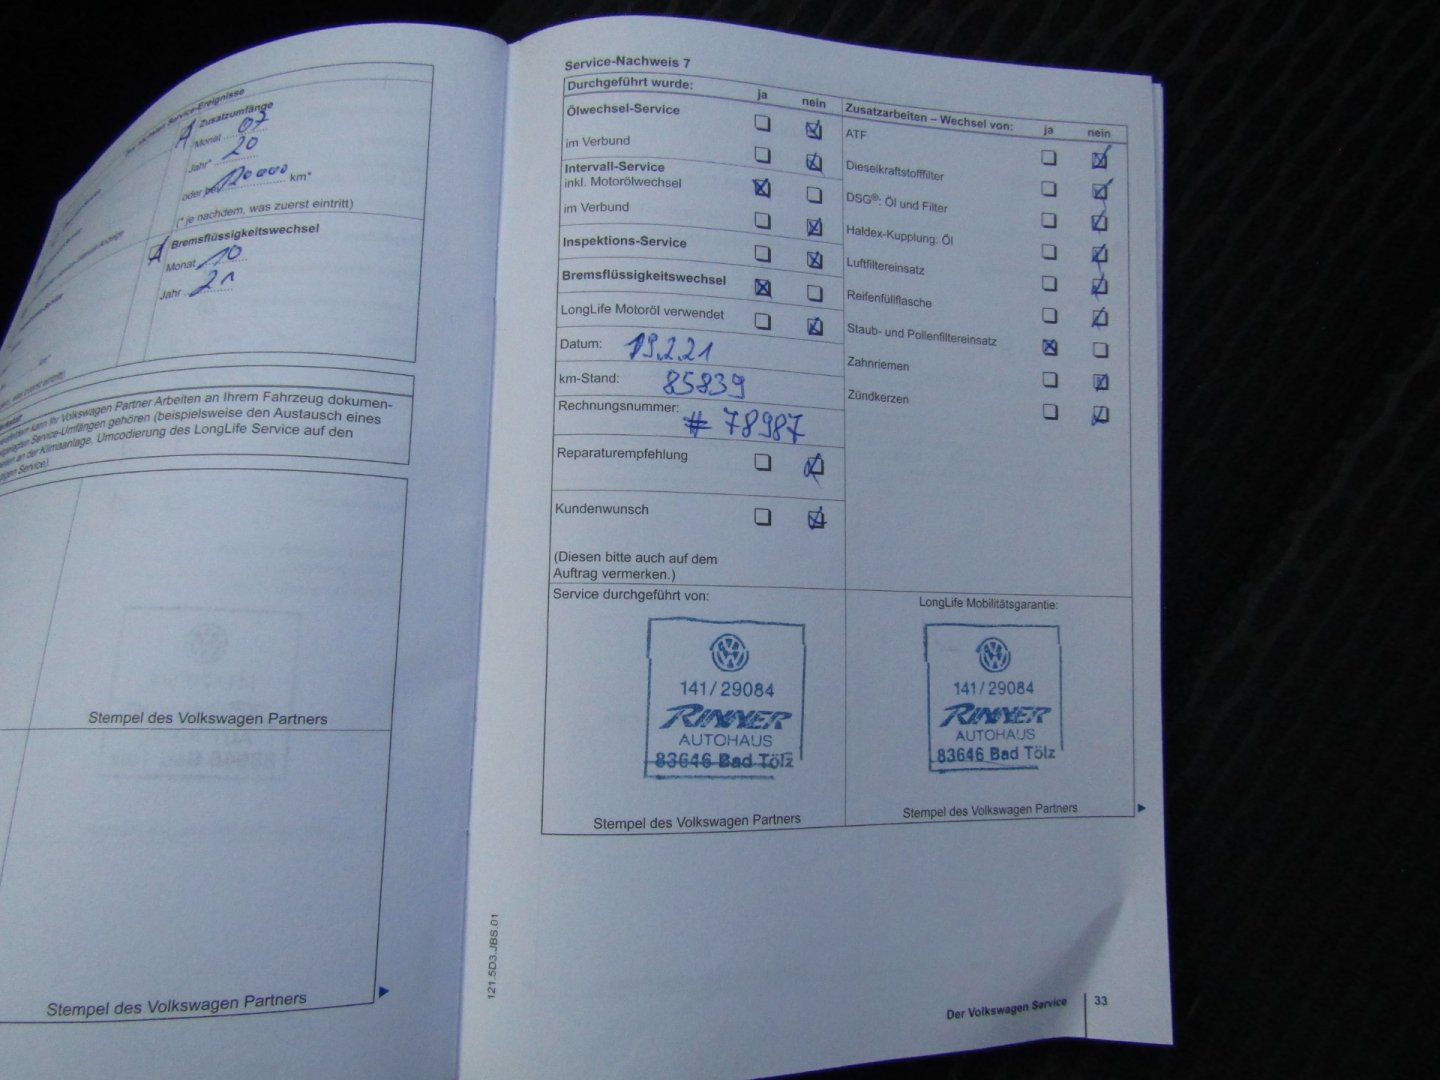 Service-Ereignisse
Zusatzumfänge
Monat 07
Jahr* 20
oder bei 120000 km*
(* je nachdem, was zuerst eintritt)
Bremsflüssigkeitswechsel
Monat 10
Jahr 21
Volkswagen Partner Arbeiten an Ihrem Fahrzeug dokumen-
Service-Umfängen gehören (beispielsweise den Austausch eines
an der Klimaanlage, Umcodierung des LongLife Service auf den
Service).
Stempel des Volkswagen Partners
Stempel des Volkswagen Partners
Service-Nachweis 7
Durchgeführt wurde: ja nein
Ölwechsel-Service
im Verbund
Intervall-Service
inkl. Motorölwechsel
im Verbund
Inspektions-Service
Bremsflüssigkeitswechsel
LongLife Motoröl verwendet
Datum: 19.2.21
km-Stand: 85839
Rechnungsnummer: # 78987
Reparaturempfehlung
Kundenwunsch
(Diesen bitte auch auf dem
Auftrag vermerken.)
Zusatzarbeiten – Wechsel von: ja nein
ATF
Dieselkraftstofffilter
DSG®: Öl und Filter
Haldex-Kupplung: Öl
Luftfiltereinsatz
Reifenfüllflasche
Staub- und Pollenfiltereinsatz
Zahnriemen
Zündkerzen
Service durchgeführt von:
141/29084
RINNER
AUTOHAUS
83646 Bad Tölz
Stempel des Volkswagen Partners
LongLife Mobilitätsgarantie:
141/29084
RINNER
AUTOHAUS
83646 Bad Tölz
Stempel des Volkswagen Partners
121.5D3.JBS.01
Der Volkswagen Service 33